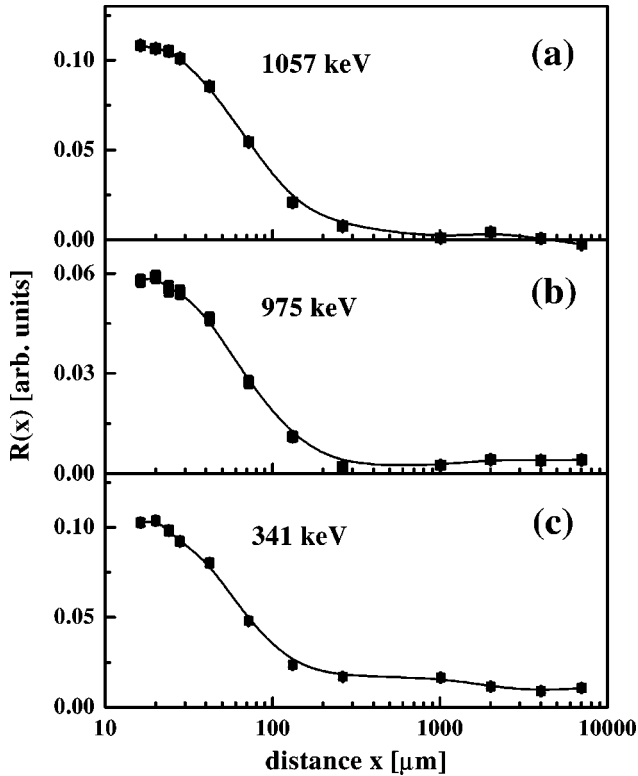 0.10
1057 keV
(a)
0.05
0.00
0.06
975 keV
(b)
0.03
0.00
R(x) [arb. units]
0.10
341 keV
(c)
0.05
0.00
10 100 1000 10000
distance x [μm]